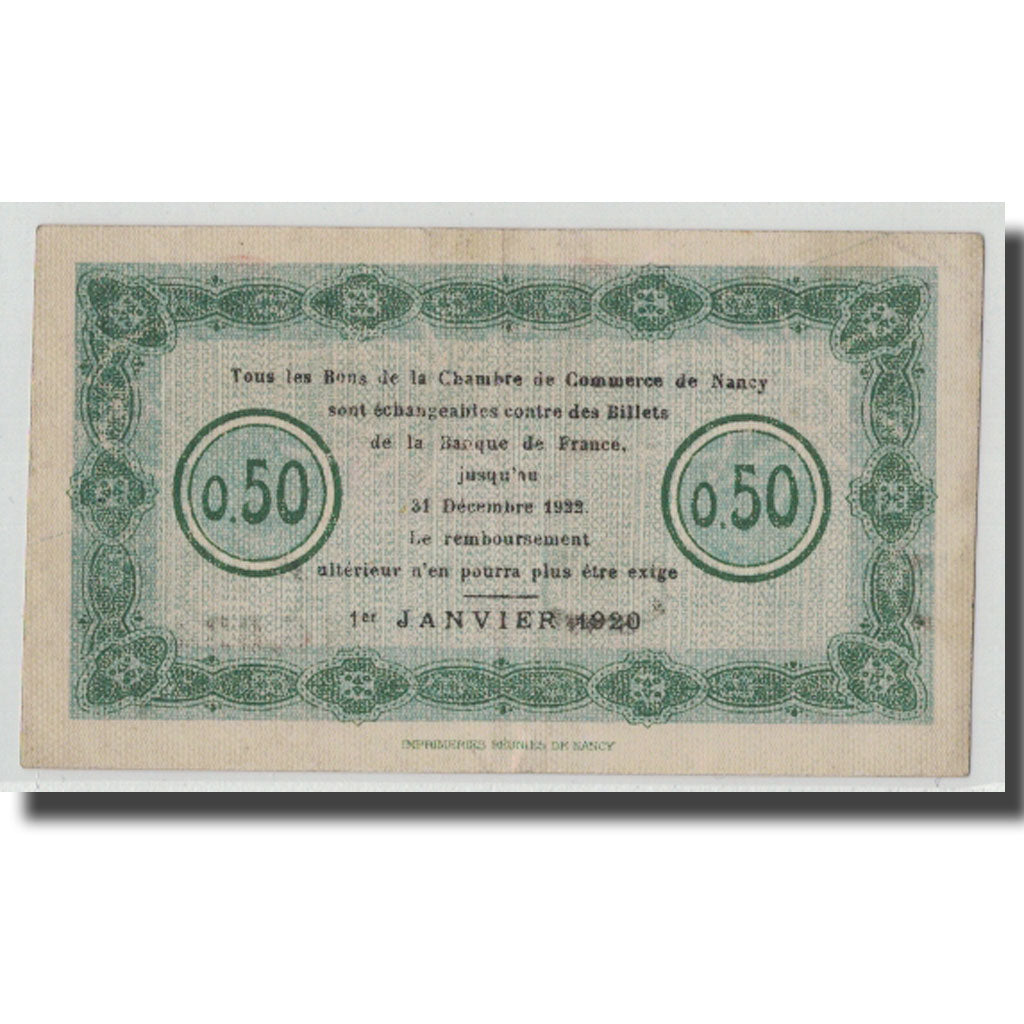 Tous les Bons de la Chambre de Commerce de Nancy
sont échangeables contre des Billets
de la Banque de France,
jusqu'au
0.50
0.50
31 Décembre 1922.
Le remboursement
ultérieur n'en pourra plus être exigé
1er JANVIER 1920
IMPRIMERIES RÉUNIES DE NANCY